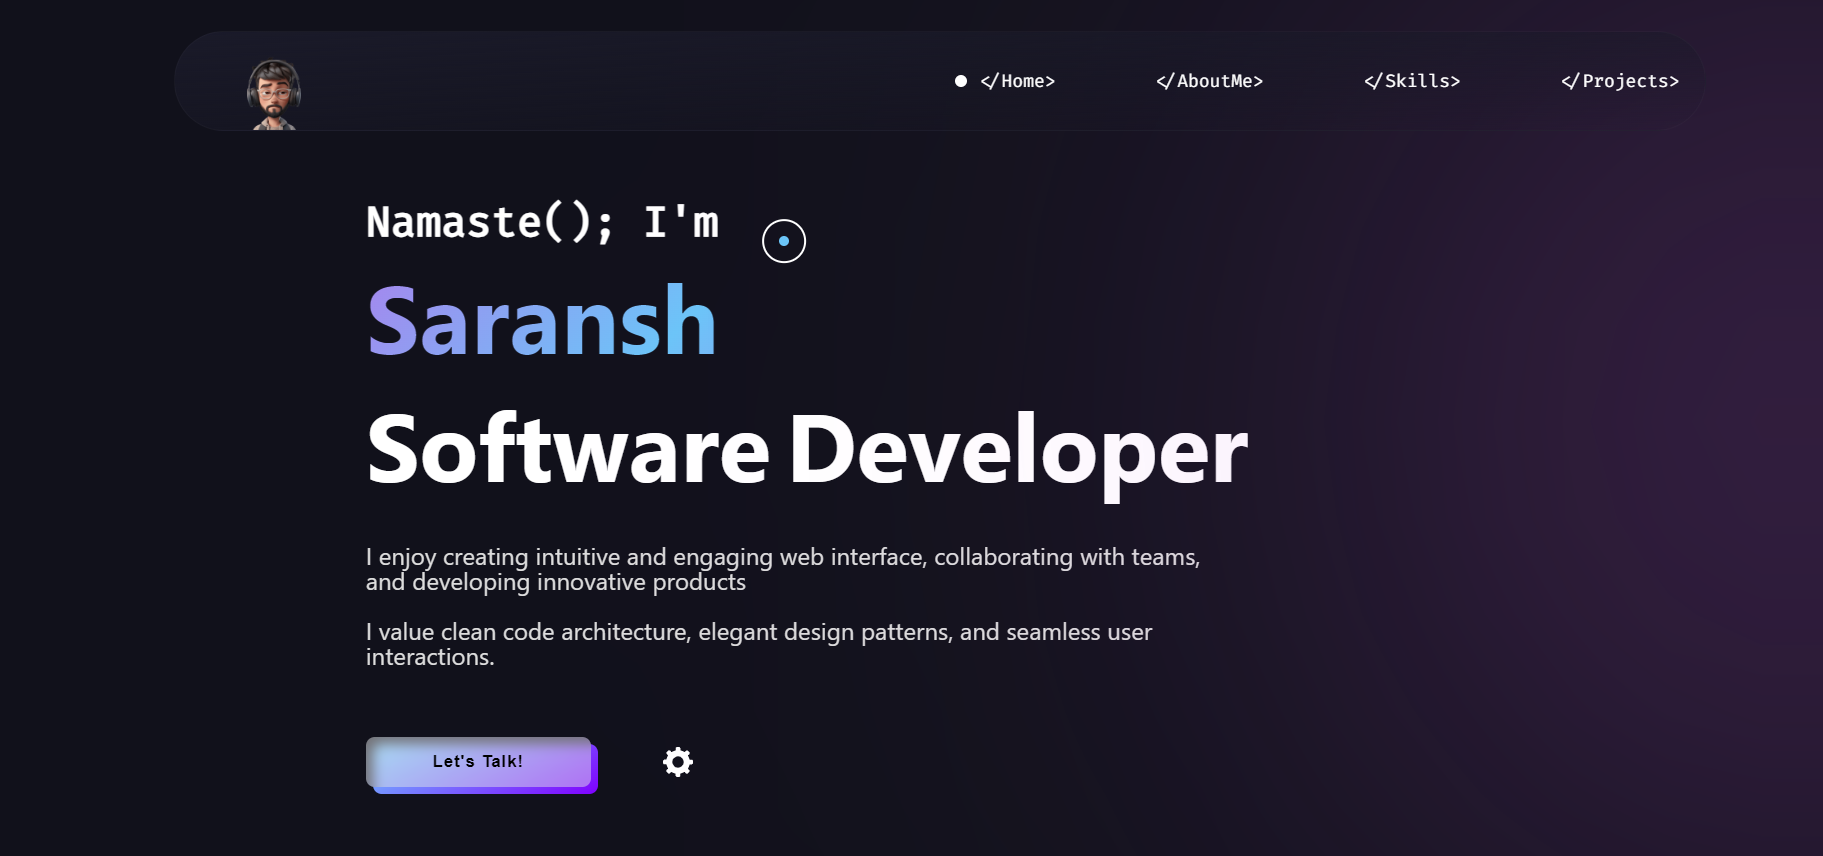 </Home> </AboutMe> </Skills> </Projects>
Namaste(); I'm
Saransh
Software Developer
I enjoy creating intuitive and engaging web interface, collaborating with teams,
and developing innovative products
I value clean code architecture, elegant design patterns, and seamless user
interactions.
Let's Talk!